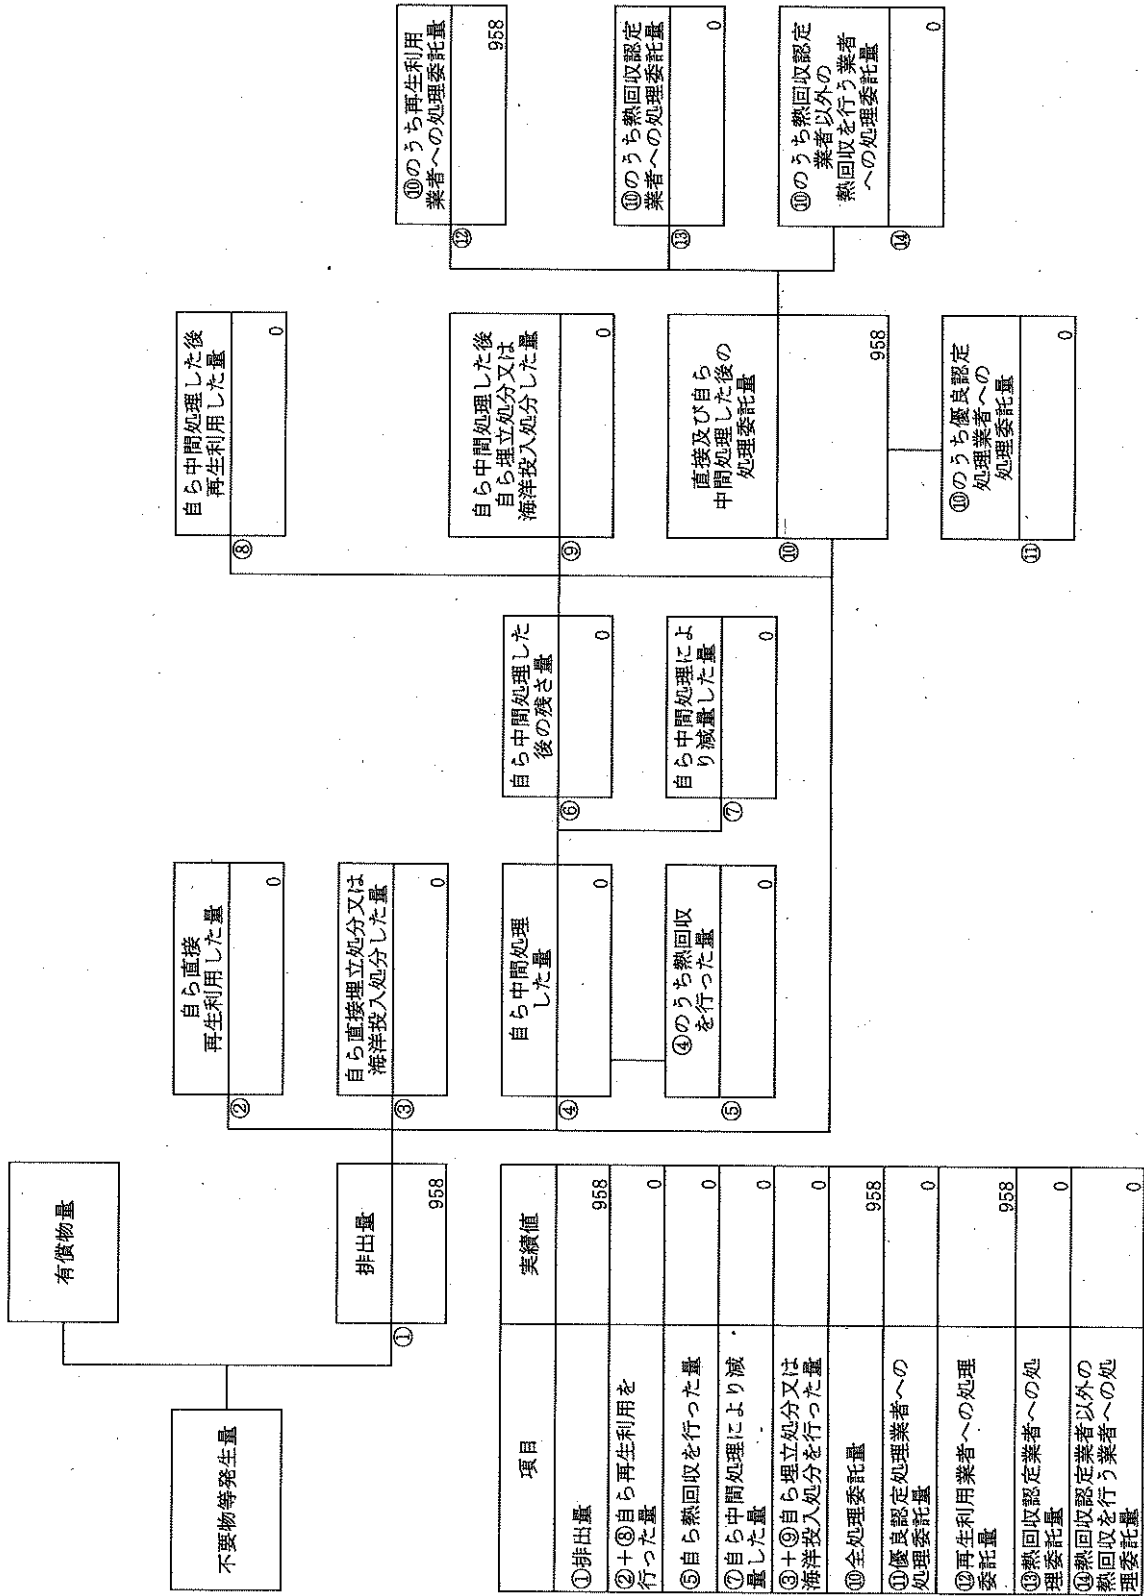 不要物等発生量
有償物量
排出量
①
958
自ら直接
再生利用した量
②
0
自ら直接埋立処分又は
海洋投入処分した量
③
0
自ら中間処理
した量
④
0
④のうち熱回収
を行った量
⑤
0
自ら中間処理した
後の残さ量
⑥
0
自ら中間処理によ
り減量した量
⑦
0
自ら中間処理した後
再生利用した量
⑧
0
自ら中間処理した後
自ら埋立処分又は
海洋投入処分した量
⑨
0
直接及び自ら
中間処理した後の
処理委託量
⑩
958
⑩のうち優良認定
処理業者への
処理委託量
⑪
0
⑩のうち再生利用
業者への処理委託量
⑫
958
⑩のうち熱回収認定
業者への処理委託量
⑬
0
⑩のうち熱回収認定
業者以外の
熱回収を行う業者
への処理委託量
⑭
0
項目 実績値
①排出量 958
②+⑧自ら再生利用を
行った量 0
⑤自ら熱回収を行った量 0
⑦自ら中間処理により減
量した量 0
③+⑨自ら埋立処分又は
海洋投入処分を行った量 0
⑩全処理委託量 958
⑪優良認定処理業者への
処理委託量 0
⑫再生利用業者への処理
委託量 958
⑬熱回収認定業者への処
理委託量 0
⑭熱回収認定業者以外の
熱回収を行う業者への処
理委託量 0